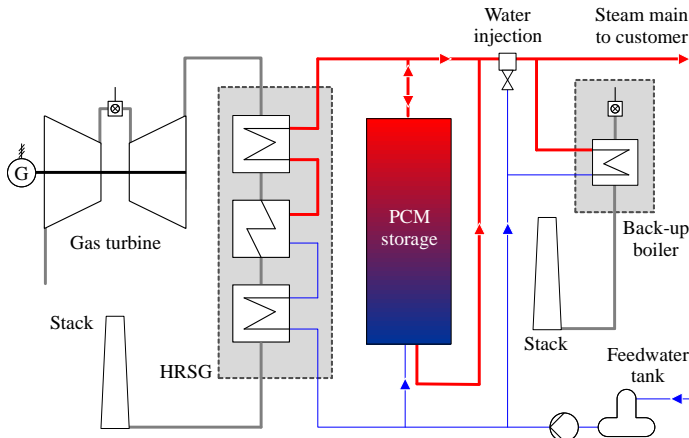 Water
injection
Steam main
to customer
G
Gas turbine
PCM
storage
Back-up
boiler
Stack
Stack
HRSG
Feedwater
tank